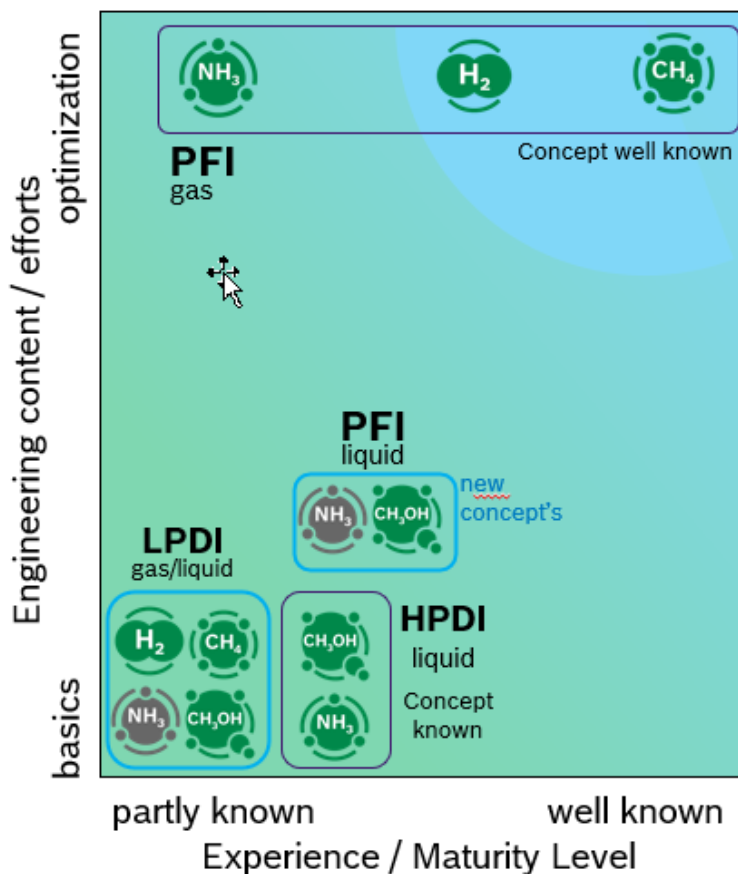 optimization
Engineering content / efforts
basics
NH₃
H₂
CH₄
Concept well known
PFI
gas
PFI
liquid
NH₃
CH₃OH
new
concept's
LPDI
gas/liquid
H₂
CH₄
NH₃
CH₃OH
CH₃OH
NH₃
HPDI
liquid
Concept
known
partly known
well known
Experience / Maturity Level